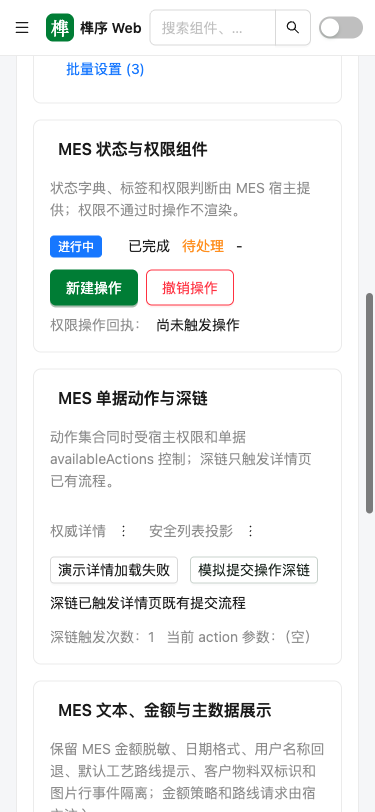 榫 榫序 Web 搜索组件、...
批量设置 (3)
MES 状态与权限组件
状态字典、标签和权限判断由 MES 宿主提
供；权限不通过时操作不渲染。
进行中 已完成 待处理 -
新建操作 撤销操作
权限操作回执： 尚未触发操作
MES 单据动作与深链
动作集合同时受宿主权限和单据
availableActions 控制；深链只触发详情页
已有流程。
权威详情 ⋮ 安全列表投影 ⋮
演示详情加载失败 模拟提交操作深链
深链已触发详情页既有提交流程
深链触发次数：1 当前 action 参数：（空）
MES 文本、金额与主数据展示
保留 MES 金额脱敏、日期格式、用户名称回
退、默认工艺路线提示、客户物料双标识和
图片行事件隔离；金额策略和路线请求由宿